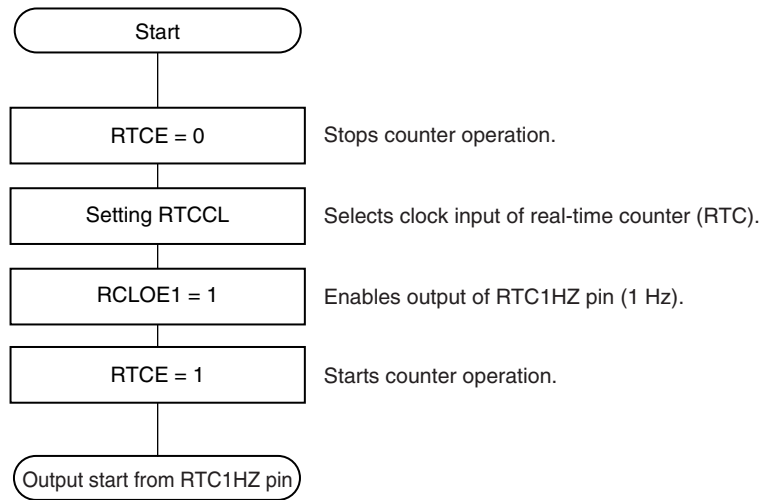 Start
RTCE = 0
Stops counter operation.
Setting RTCCL
Selects clock input of real-time counter (RTC).
RCLOE1 = 1
Enables output of RTC1HZ pin (1 Hz).
RTCE = 1
Starts counter operation.
Output start from RTC1HZ pin